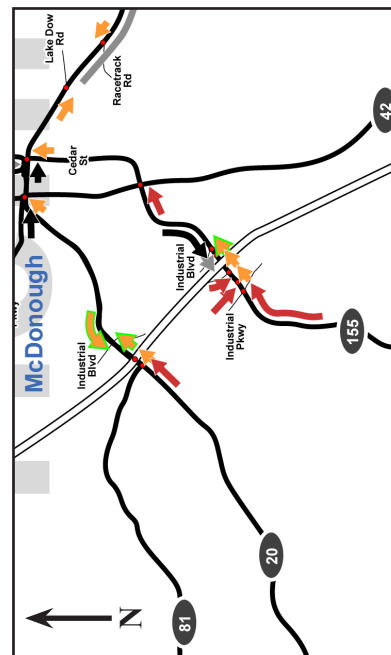 Lake Dow
Rd
Racetrack
Rd
Cedar
St
42
McDonough
Industrial
Blvd
Industrial
Blvd
Industrial
Pkwy
155
20
81
N